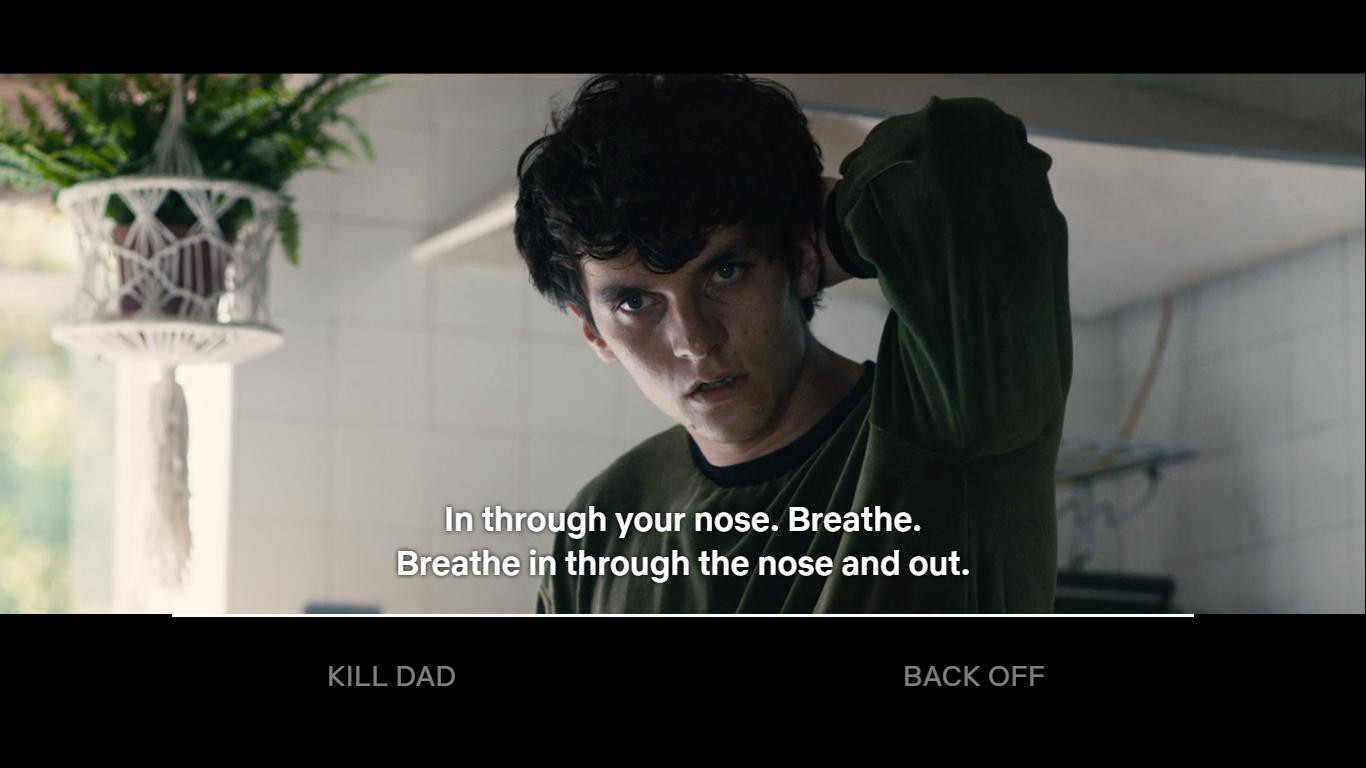 In through your nose. Breathe.
Breathe in through the nose and out.
KILL DAD
BACK OFF